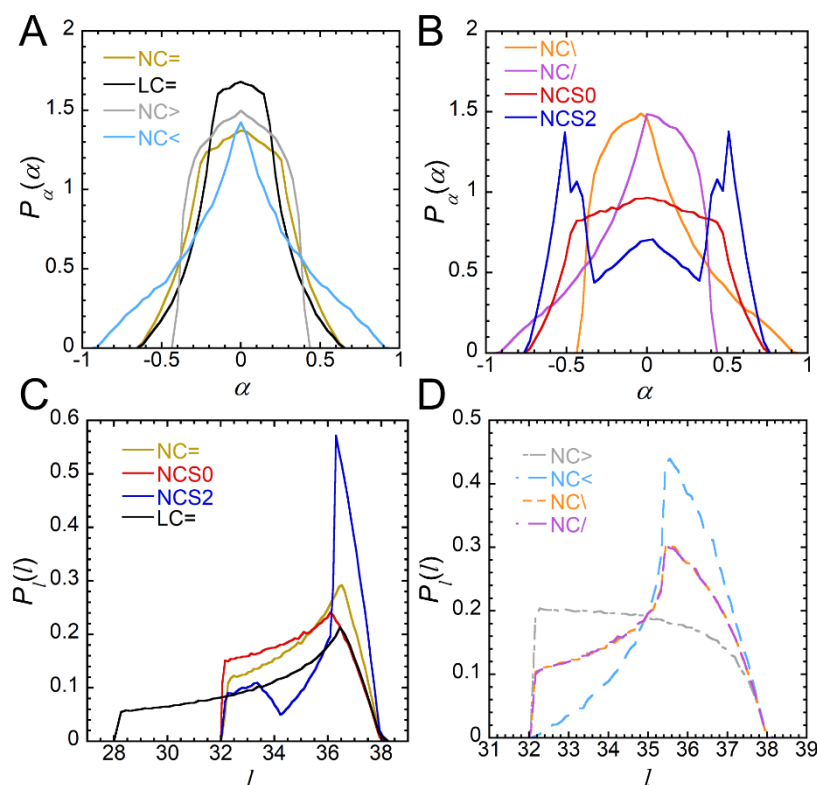 A
2
1.5
1
0.5
0
P_α(α)
NC=
LC=
NC>
NC<
-1 -0.5 0 0.5 1
α
B
2
1.5
1
0.5
0
P_α(α)
NC\
NC/
NCS0
NCS2
-1 -0.5 0 0.5 1
α
C
0.6
0.5
0.4
0.3
0.2
0.1
0
P_l(l)
NC=
NCS0
NCS2
LC=
28 30 32 34 36 38
l
D
0.5
0.4
0.3
0.2
0.1
0
P_l(l)
NC>
NC<
NC\
NC/
31 32 33 34 35 36 37 38 39
l